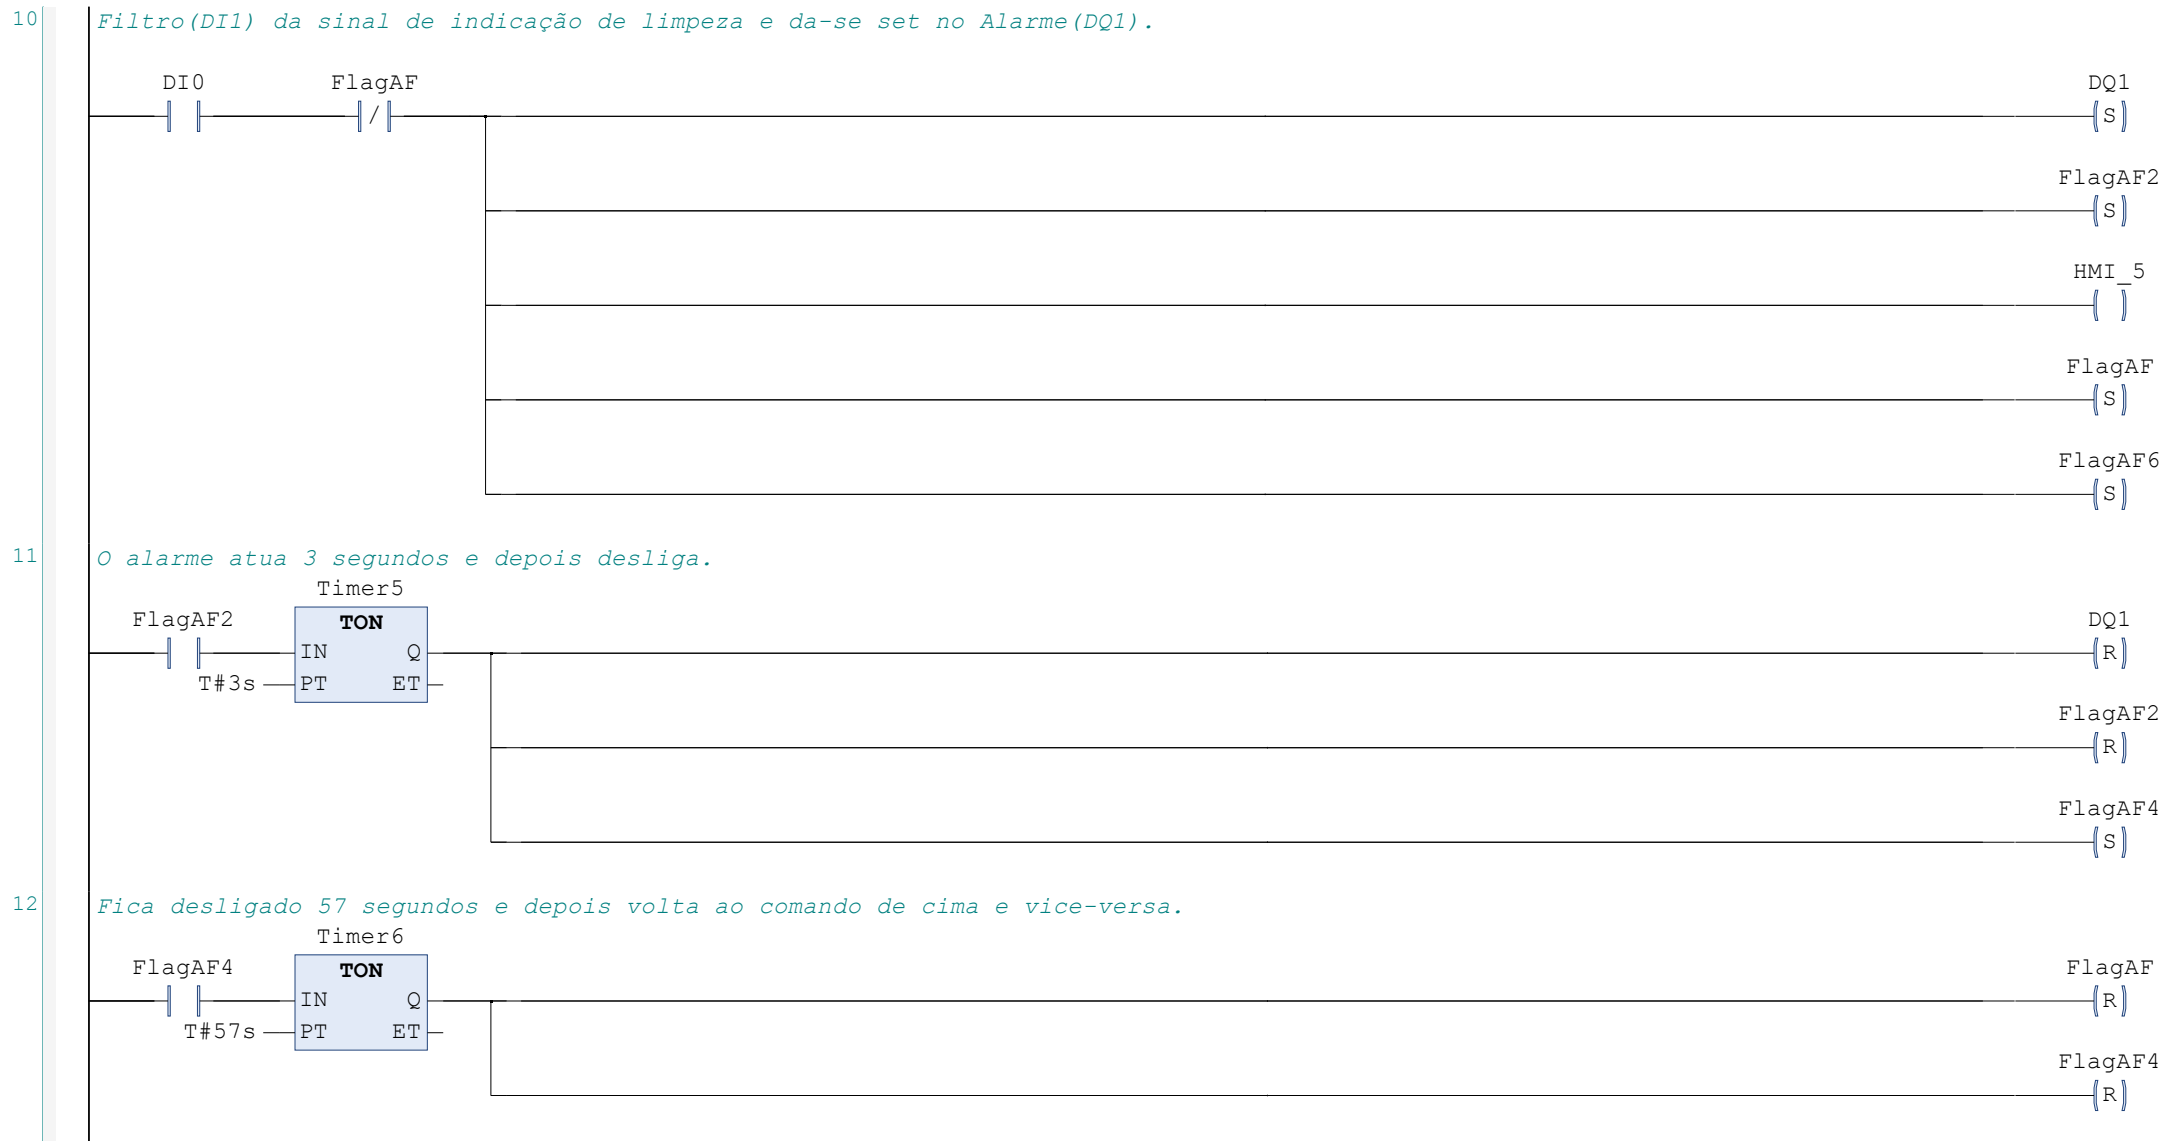 10 Filtro(DI1) da sinal de indicação de limpeza e da-se set no Alarme(DQ1).
DI0 FlagAF DQ1
/ S
FlagAF2
S
HMI_5
FlagAF
S
FlagAF6
S
11 O alarme atua 3 segundos e depois desliga.
Timer5
FlagAF2 TON DQ1
IN Q R
T#3s PT ET
FlagAF2
R
FlagAF4
S
12 Fica desligado 57 segundos e depois volta ao comando de cima e vice-versa.
Timer6
FlagAF4 TON FlagAF
IN Q R
T#57s PT ET
FlagAF4
R